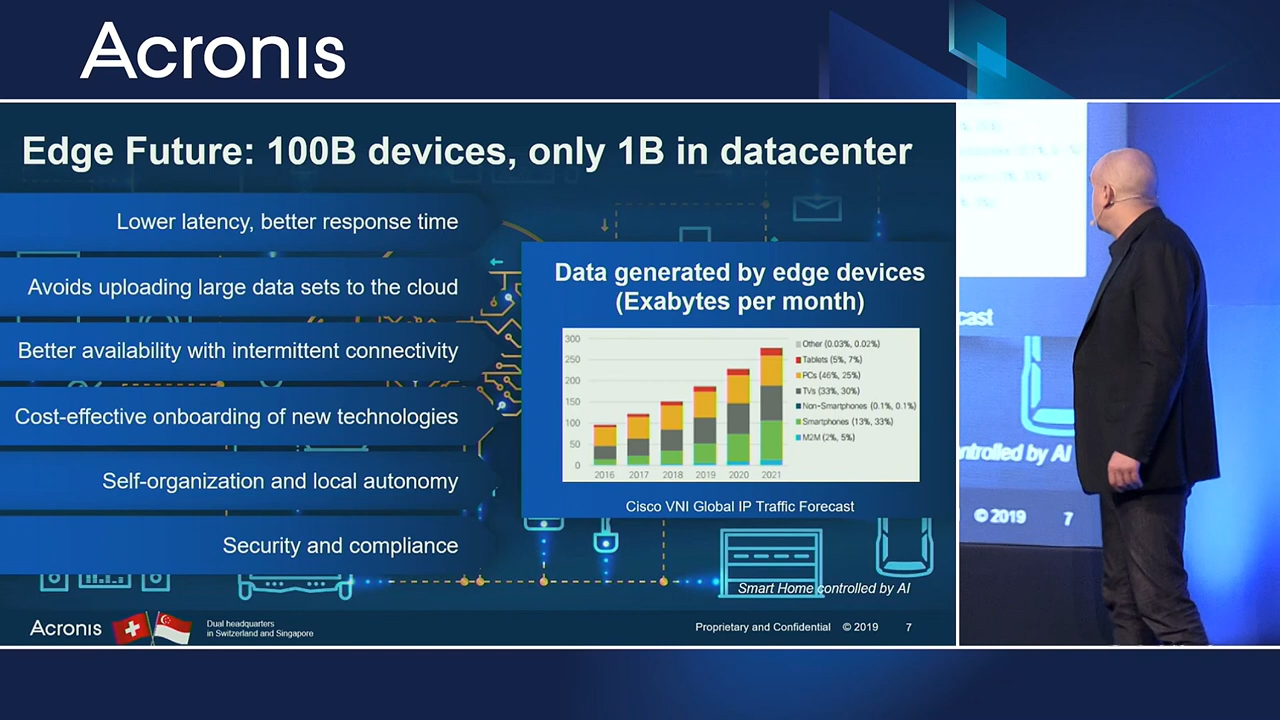 Acronis
Edge Future: 100B devices, only 1B in datacenter
Lower latency, better response time
Avoids uploading large data sets to the cloud
Better availability with intermittent connectivity
Cost-effective onboarding of new technologies
Self-organization and local autonomy
Security and compliance
Data generated by edge devices
(Exabytes per month)
300
250
200
150
100
50
0
2016 2017 2018 2019 2020 2021
Other (0.03%, 0.02%)
Tablets (5%, 7%)
PCs (46%, 25%)
TVs (33%, 30%)
Non-Smartphones (0.1%, 0.1%)
Smartphones (13%, 33%)
M2M (2%, 5%)
Cisco VNI Global IP Traffic Forecast
Smart Home controlled by AI
Acronis
Dual headquarters
in Switzerland and Singapore
Proprietary and Confidential © 2019 7
cast
ntrolled by AI
© 2019 7